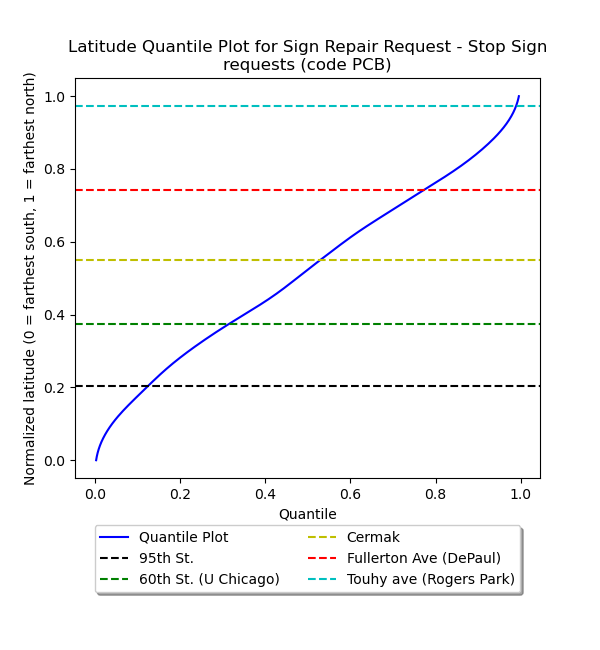 Latitude Quantile Plot for Sign Repair Request - Stop Sign
requests (code PCB)
Normalized latitude (0 = farthest south, 1 = farthest north)
1.0
0.8
0.6
0.4
0.2
0.0
0.0 0.2 0.4 0.6 0.8 1.0
Quantile
Quantile Plot
95th St.
60th St. (U Chicago)
Cermak
Fullerton Ave (DePaul)
Touhy ave (Rogers Park)